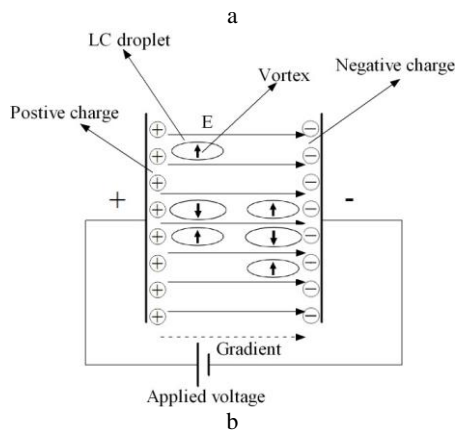 a
LC droplet
Vortex
Negative charge
Postive charge
E
+
-
Gradient
Applied voltage
b